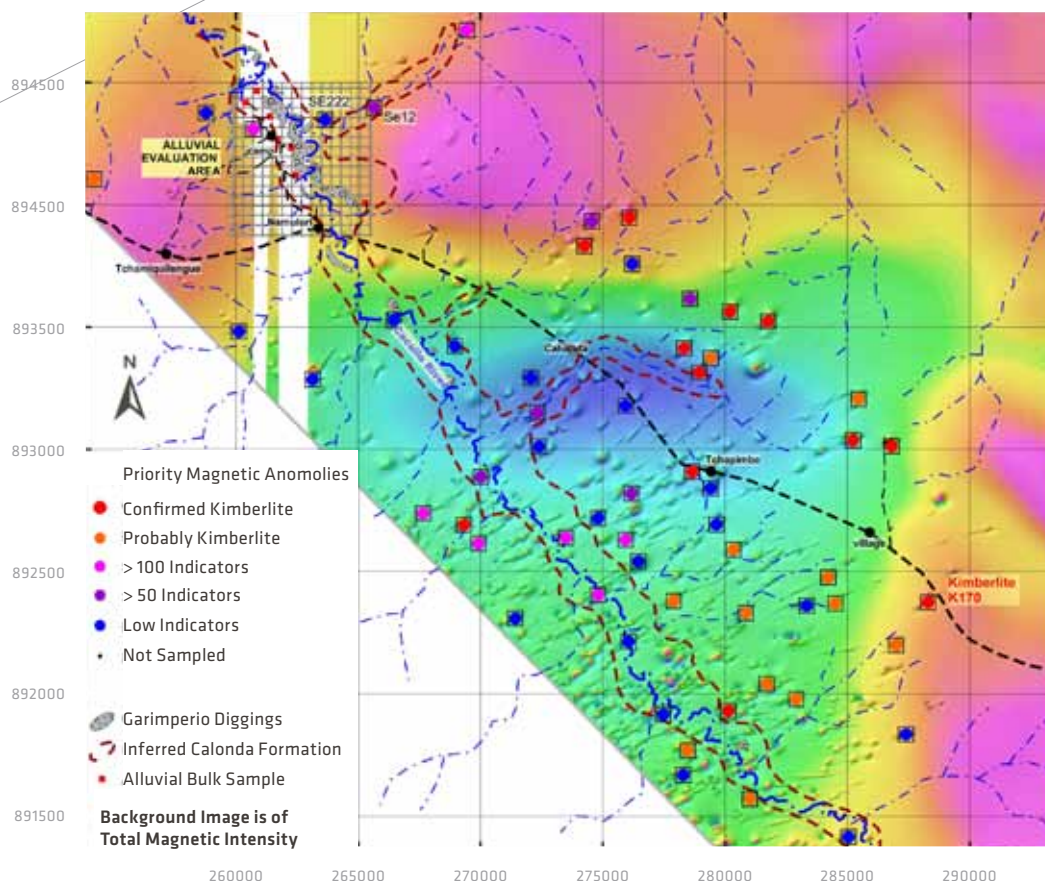 894500
894500
893500
893000
892500
892000
891500
SE222
Se12
ALLUVIAL
EVALUATION
AREA
Tchamiquilengue
Tchapimbo
village
Kimberlite
K170
N
Priority Magnetic Anomolies
Confirmed Kimberlite
Probably Kimberlite
> 100 Indicators
> 50 Indicators
Low Indicators
Not Sampled
Garimperio Diggings
Inferred Calonda Formation
Alluvial Bulk Sample
Background Image is of
Total Magnetic Intensity
260000
265000
270000
275000
280000
285000
290000